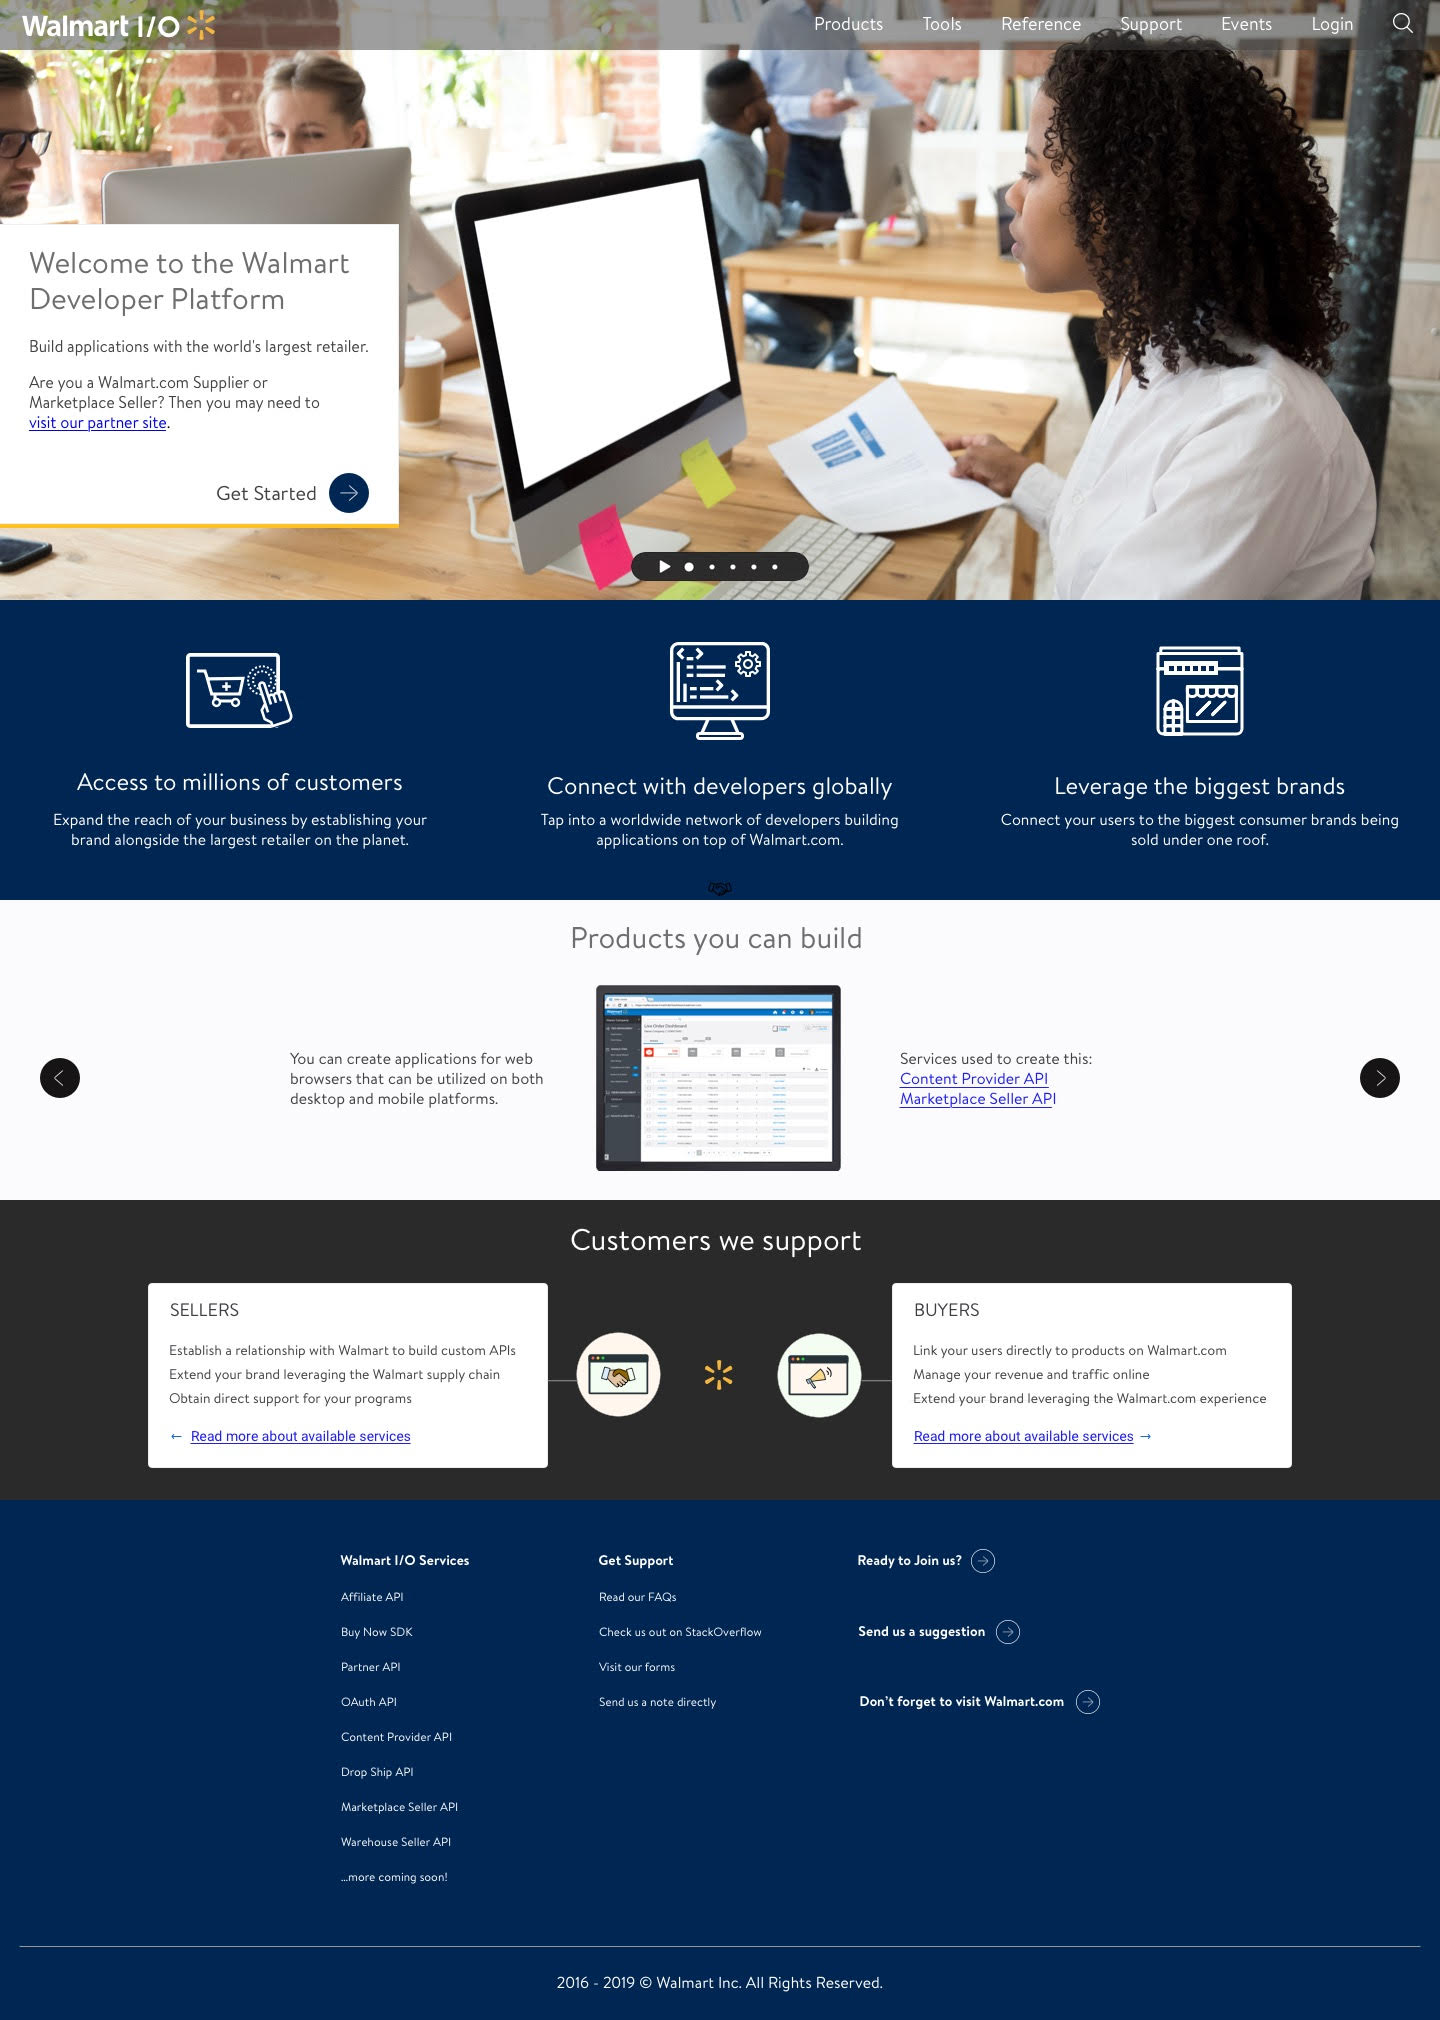 Walmart I/O
Products Tools Reference Support Events Login
Welcome to the Walmart
Developer Platform
Build applications with the world's largest retailer.
Are you a Walmart.com Supplier or
Marketplace Seller? Then you may need to
visit our partner site.
Get Started
Access to millions of customers
Expand the reach of your business by establishing your
brand alongside the largest retailer on the planet.
Connect with developers globally
Tap into a worldwide network of developers building
applications on top of Walmart.com.
Leverage the biggest brands
Connect your users to the biggest consumer brands being
sold under one roof.
Products you can build
You can create applications for web
browsers that can be utilized on both
desktop and mobile platforms.
Walmart
Live Order Dashboard
Services used to create this:
Content Provider API
Marketplace Seller API
Customers we support
SELLERS
Establish a relationship with Walmart to build custom APIs
Extend your brand leveraging the Walmart supply chain
Obtain direct support for your programs
← Read more about available services
BUYERS
Link your users directly to products on Walmart.com
Manage your revenue and traffic online
Extend your brand leveraging the Walmart.com experience
Read more about available services →
Walmart I/O Services
Affiliate API
Buy Now SDK
Partner API
OAuth API
Content Provider API
Drop Ship API
Marketplace Seller API
Warehouse Seller API
...more coming soon!
Get Support
Read our FAQs
Check us out on StackOverflow
Visit our forms
Send us a note directly
Ready to Join us?
Send us a suggestion
Don't forget to visit Walmart.com
2016 - 2019 © Walmart Inc. All Rights Reserved.